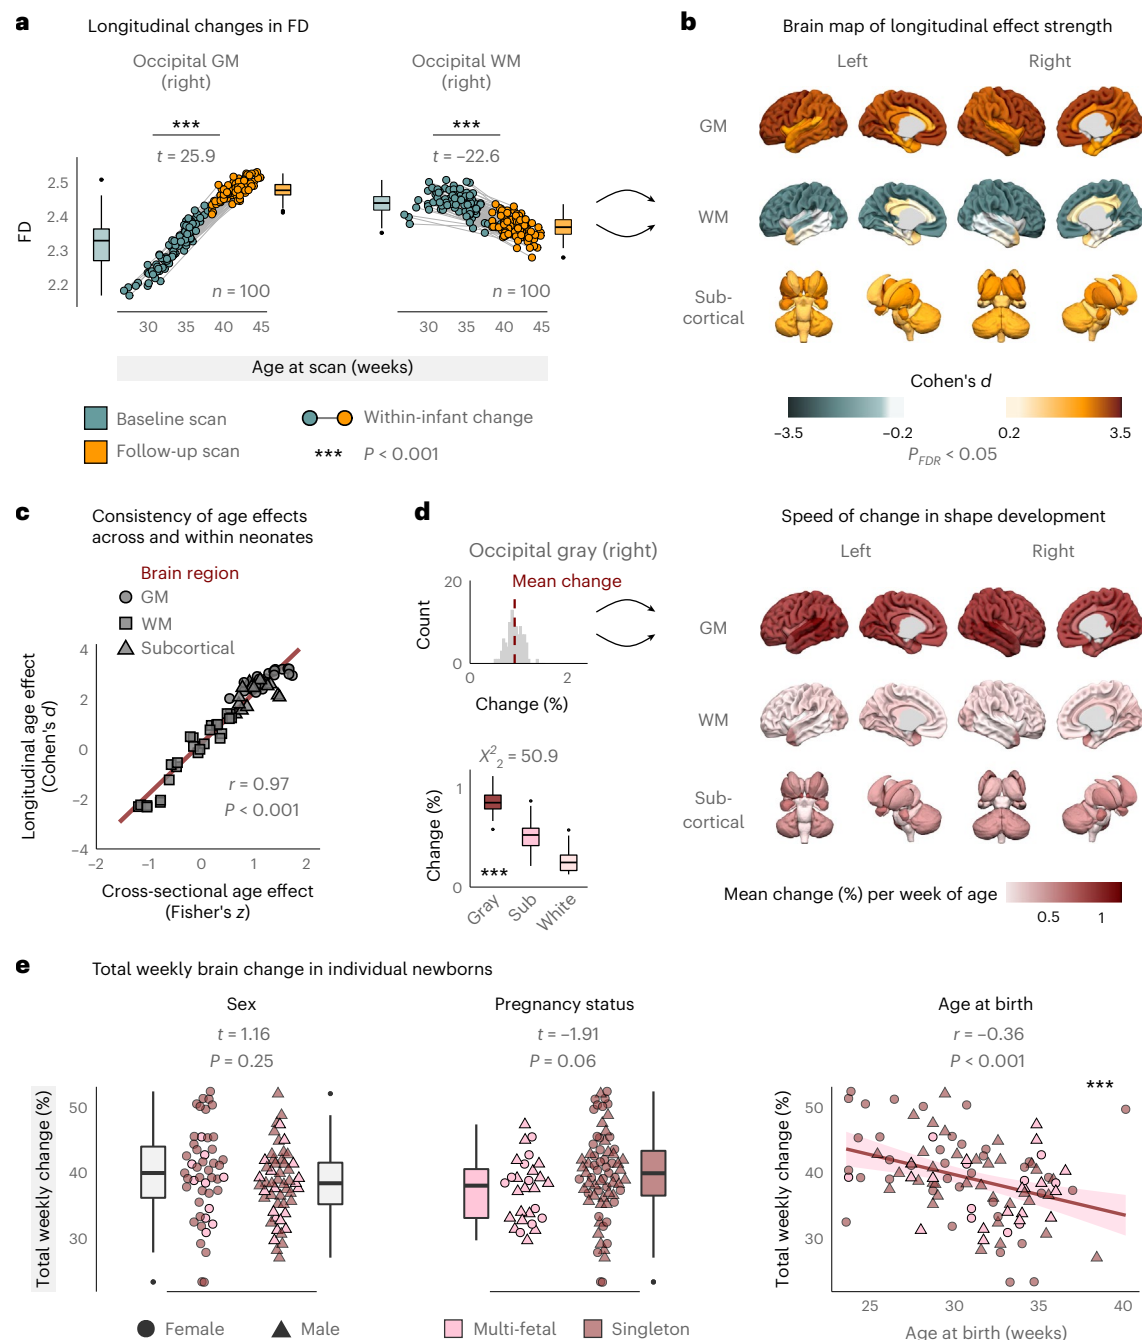 a
Longitudinal changes in FD
Occipital GM
(right)
Occipital WM
(right)
***
***
t = 25.9
t = –22.6
FD
2.5
2.4
2.3
2.2
n = 100
n = 100
30 35 40 45
30 35 40 45
Age at scan (weeks)
Baseline scan
Within-infant change
Follow-up scan
*** P < 0.001
b
Brain map of longitudinal effect strength
Left
Right
GM
WM
Sub-
cortical
Cohen's d
–3.5 –0.2 0.2 3.5
P_FDR < 0.05
c
Consistency of age effects
across and within neonates
Brain region
GM
WM
Subcortical
Longitudinal age effect
(Cohen's d)
4
2
0
–2
–4
r = 0.97
P < 0.001
–2 –1 0 1 2
Cross-sectional age effect
(Fisher's z)
d
Occipital gray (right)
Mean change
Count
20
0
0 2
Change (%)
X²₂ = 50.9
Change (%)
1
0
***
Gray
Sub
White
Speed of change in shape development
Left
Right
GM
WM
Sub-
cortical
Mean change (%) per week of age
0.5 1
e
Total weekly brain change in individual newborns
Sex
t = 1.16
P = 0.25
Pregnancy status
t = –1.91
P = 0.06
Age at birth
r = –0.36
P < 0.001
***
Total weekly change (%)
50
40
30
Total weekly change (%)
50
40
30
25 30 35 40
Age at birth (weeks)
Female
Male
Multi-fetal
Singleton